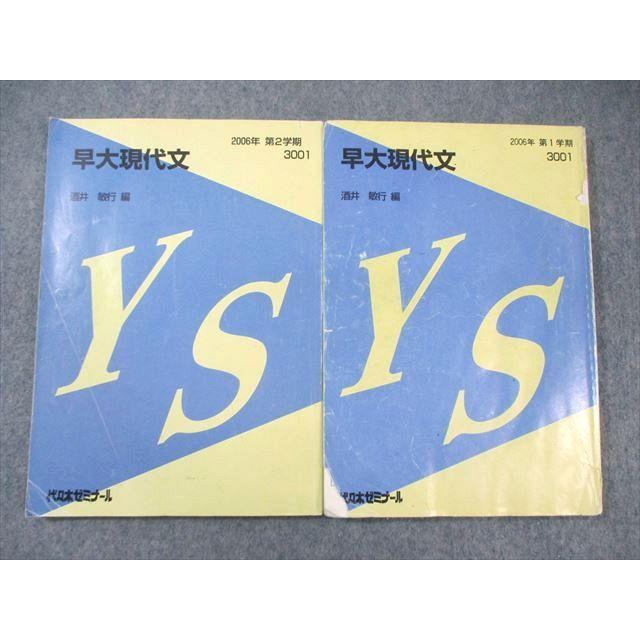 2006年 第2学期
3001
早大現代文
酒井 敏行 編
YS
代々木ゼミナール
2006年 第1学期
3001
早大現代文
酒井 敏行 編
YS
代々木ゼミナール